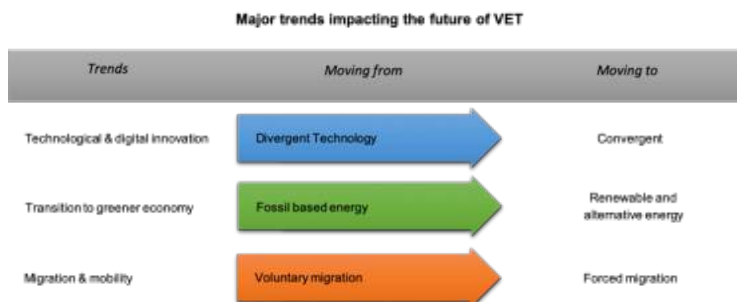 Major trends impacting the future of VET
Trends Moving from Moving to
Technological & digital innovation Divergent Technology Convergent
Transition to greener economy Fossil based energy Renewable and
alternative energy
Migration & mobility Voluntary migration Forced migration